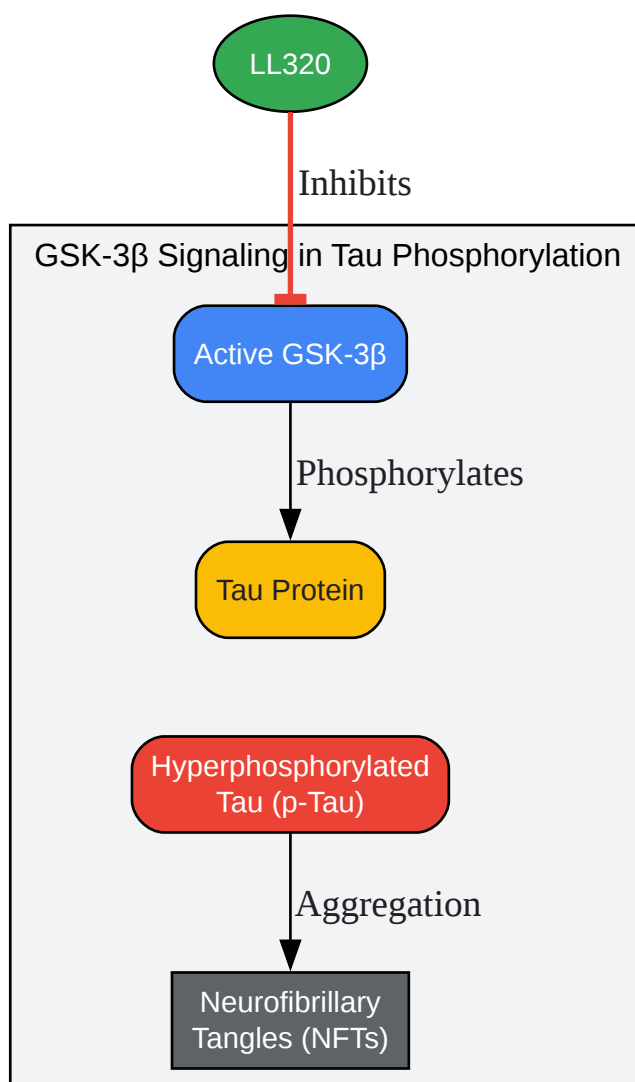 LL320
Inhibits
GSK-3β Signaling in Tau Phosphorylation
Active GSK-3β
Phosphorylates
Tau Protein
Hyperphosphorylated
Tau (p-Tau)
Aggregation
Neurofibrillary
Tangles (NFTs)